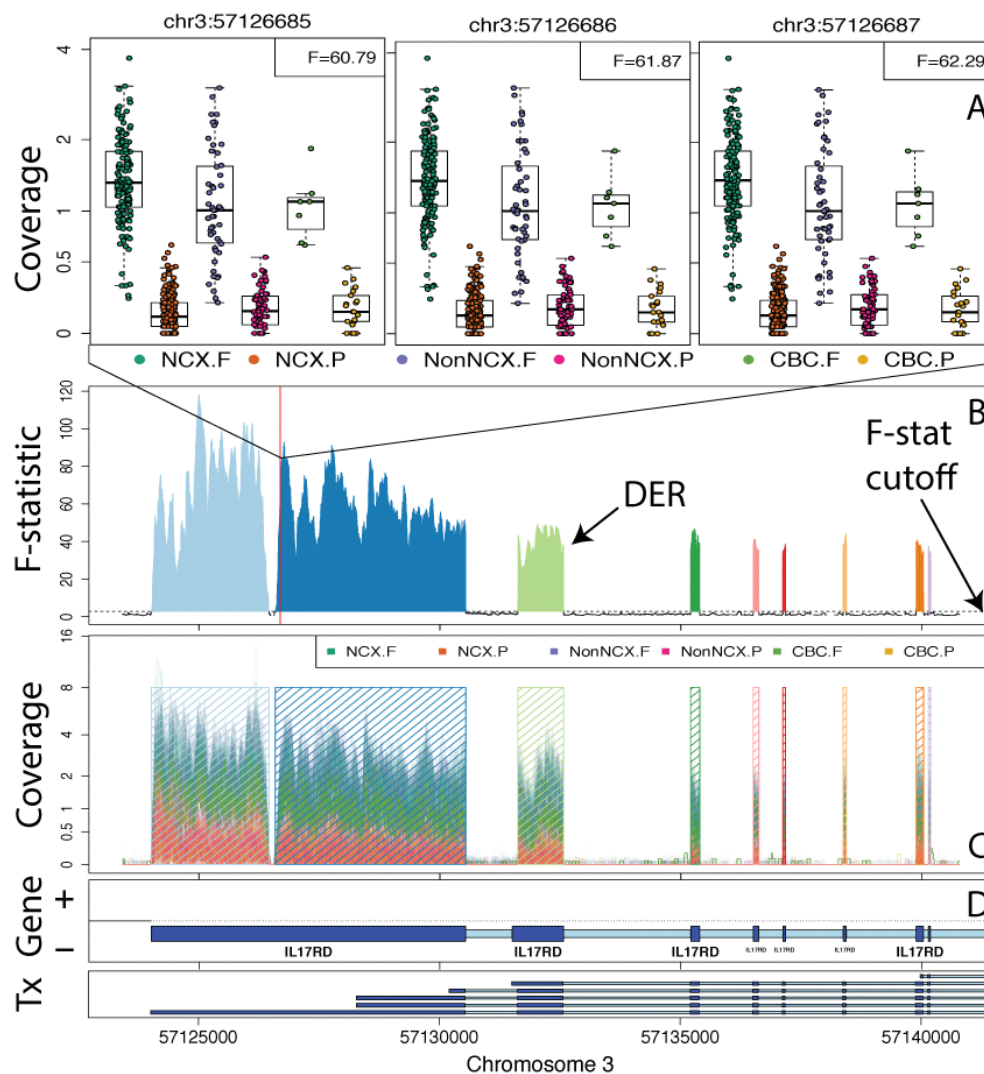 chr3:57126685 chr3:57126686 chr3:57126687
F=60.79 F=61.87 F=62.29
A
Coverage
4
2
1
0.5
0
NCX.F NCX.P NonNCX.F NonNCX.P CBC.F CBC.P
B
F-statistic
120
100
80
60
40
20
0
DER
F-stat
cutoff
NCX.F NCX.P NonNCX.F NonNCX.P CBC.F CBC.P
Coverage
16
8
4
2
1
0.5
0
C
D
Gene
+
−
IL17RD IL17RD IL17RD IL17RD IL17RD IL17RD IL17RD
Tx
57125000 57130000 57135000 57140000
Chromosome 3